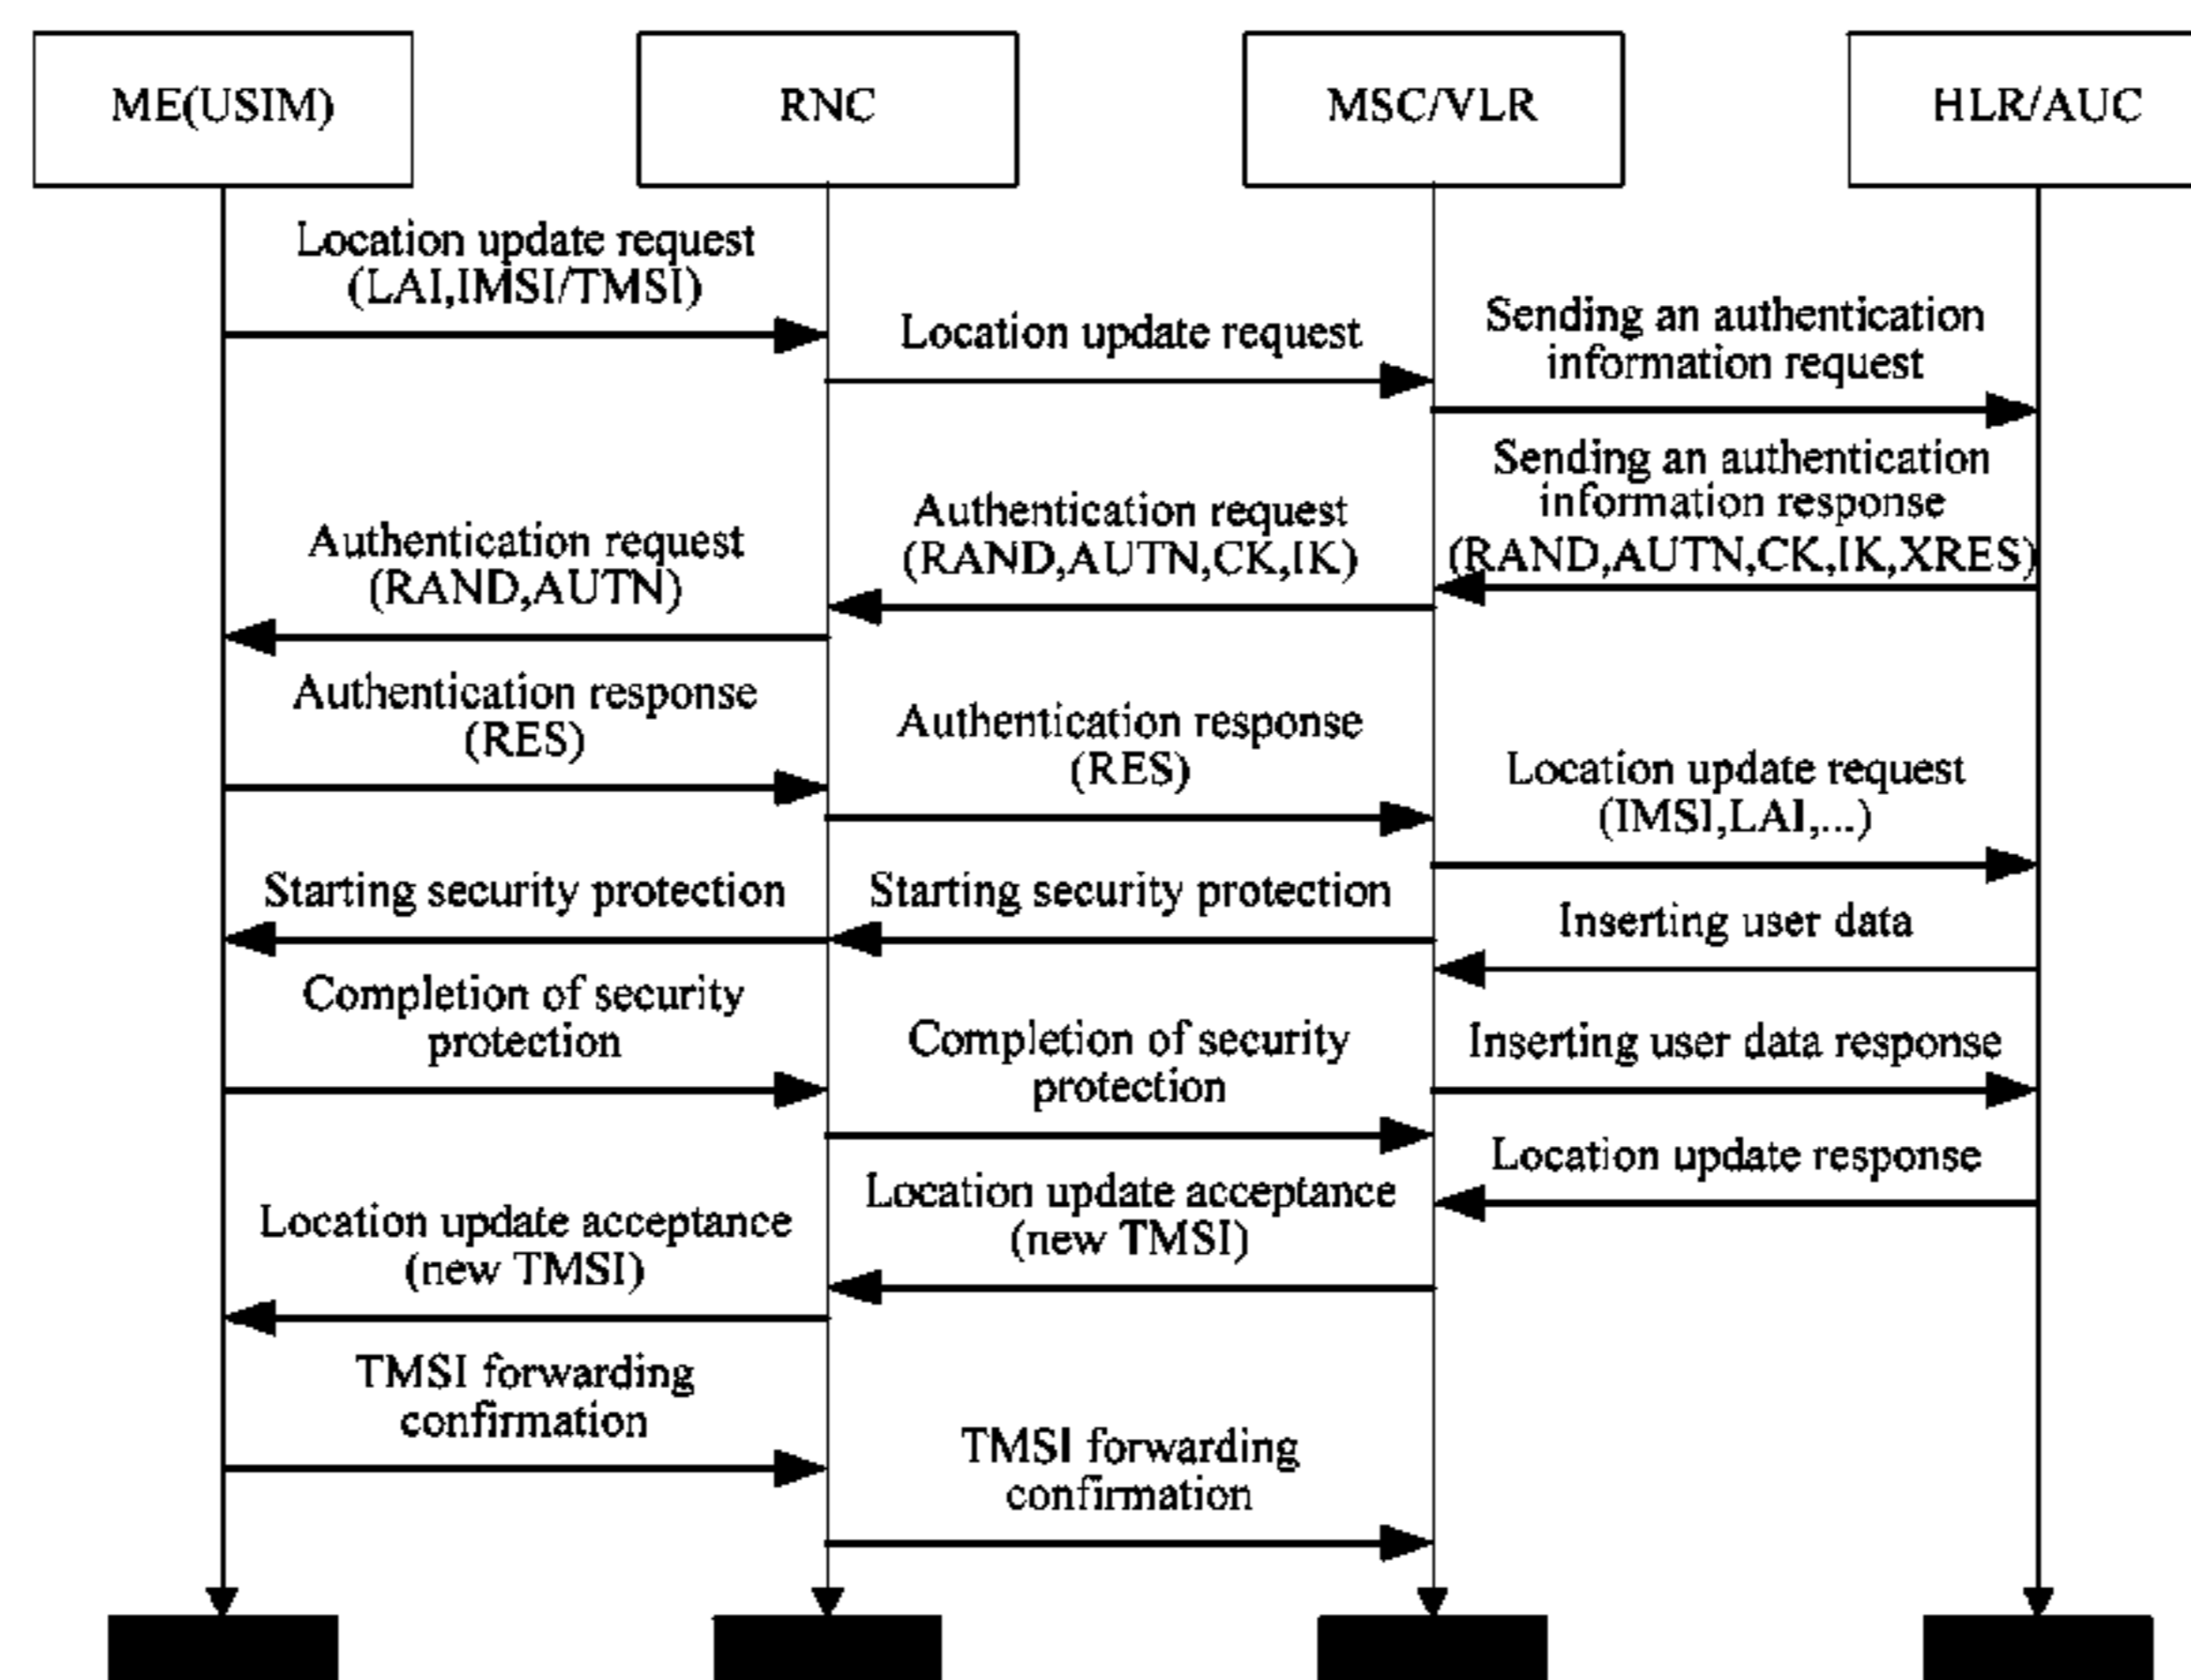 ME(USIM)
RNC
MSC/VLR
HLR/AUC
Location update request
(LAI,IMSI/TMSI)
Location update request
Sending an authentication
information request
Sending an authentication
information response
(RAND,AUTN,CK,IK,XRES)
Authentication request
(RAND,AUTN,CK,IK)
Authentication request
(RAND,AUTN)
Authentication response
(RES)
Authentication response
(RES)
Location update request
(IMSI,LAI,...)
Starting security protection
Starting security protection
Inserting user data
Completion of security
protection
Completion of security
protection
Inserting user data response
Location update response
Location update acceptance
(new TMSI)
Location update acceptance
(new TMSI)
TMSI forwarding
confirmation
TMSI forwarding
confirmation